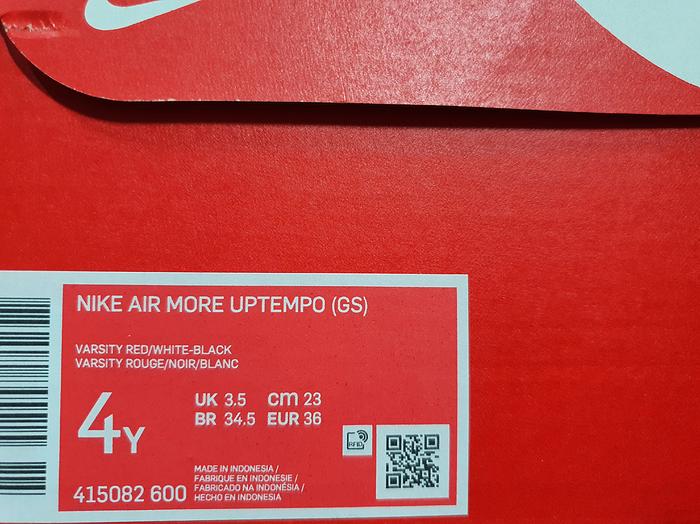 NIKE AIR MORE UPTEMPO (GS)
VARSITY RED/WHITE-BLACK
VARSITY ROUGE/NOIR/BLANC
4Y
UK 3.5 cm 23
BR 34.5 EUR 36
RFID
415082 600
MADE IN INDONESIA /
FABRIQUE EN INDONESIE /
FABRICADO NA INDONÉSIA /
HECHO EN INDONESIA